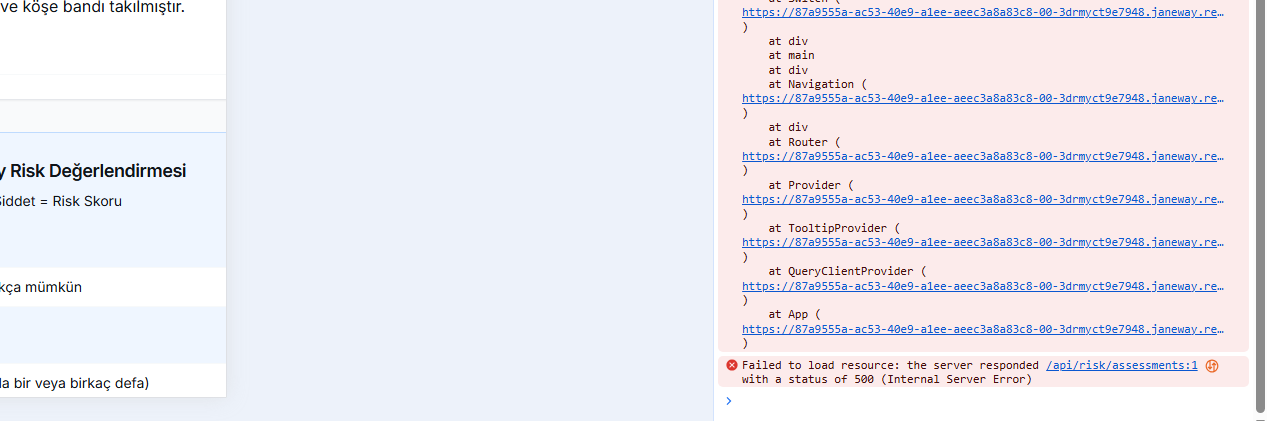 ve köşe bandı takılmıştır.
Risk Değerlendirmesi
= Risk Skoru
mümkün
bir veya birkaç defa)
at Switch (
https://87a9555a-ac53-40e9-a1ee-aeec3a8a83c8-00-3drmyct9e7948.janeway.re…
)
at div
at main
at div
at Navigation (
https://87a9555a-ac53-40e9-a1ee-aeec3a8a83c8-00-3drmyct9e7948.janeway.re…
)
at div
at Router (
https://87a9555a-ac53-40e9-a1ee-aeec3a8a83c8-00-3drmyct9e7948.janeway.re…
)
at Provider (
https://87a9555a-ac53-40e9-a1ee-aeec3a8a83c8-00-3drmyct9e7948.janeway.re…
)
at TooltipProvider (
https://87a9555a-ac53-40e9-a1ee-aeec3a8a83c8-00-3drmyct9e7948.janeway.re…
)
at QueryClientProvider (
https://87a9555a-ac53-40e9-a1ee-aeec3a8a83c8-00-3drmyct9e7948.janeway.re…
)
at App (
https://87a9555a-ac53-40e9-a1ee-aeec3a8a83c8-00-3drmyct9e7948.janeway.re…
)
Failed to load resource: the server responded /api/risk/assessments:1
with a status of 500 (Internal Server Error)